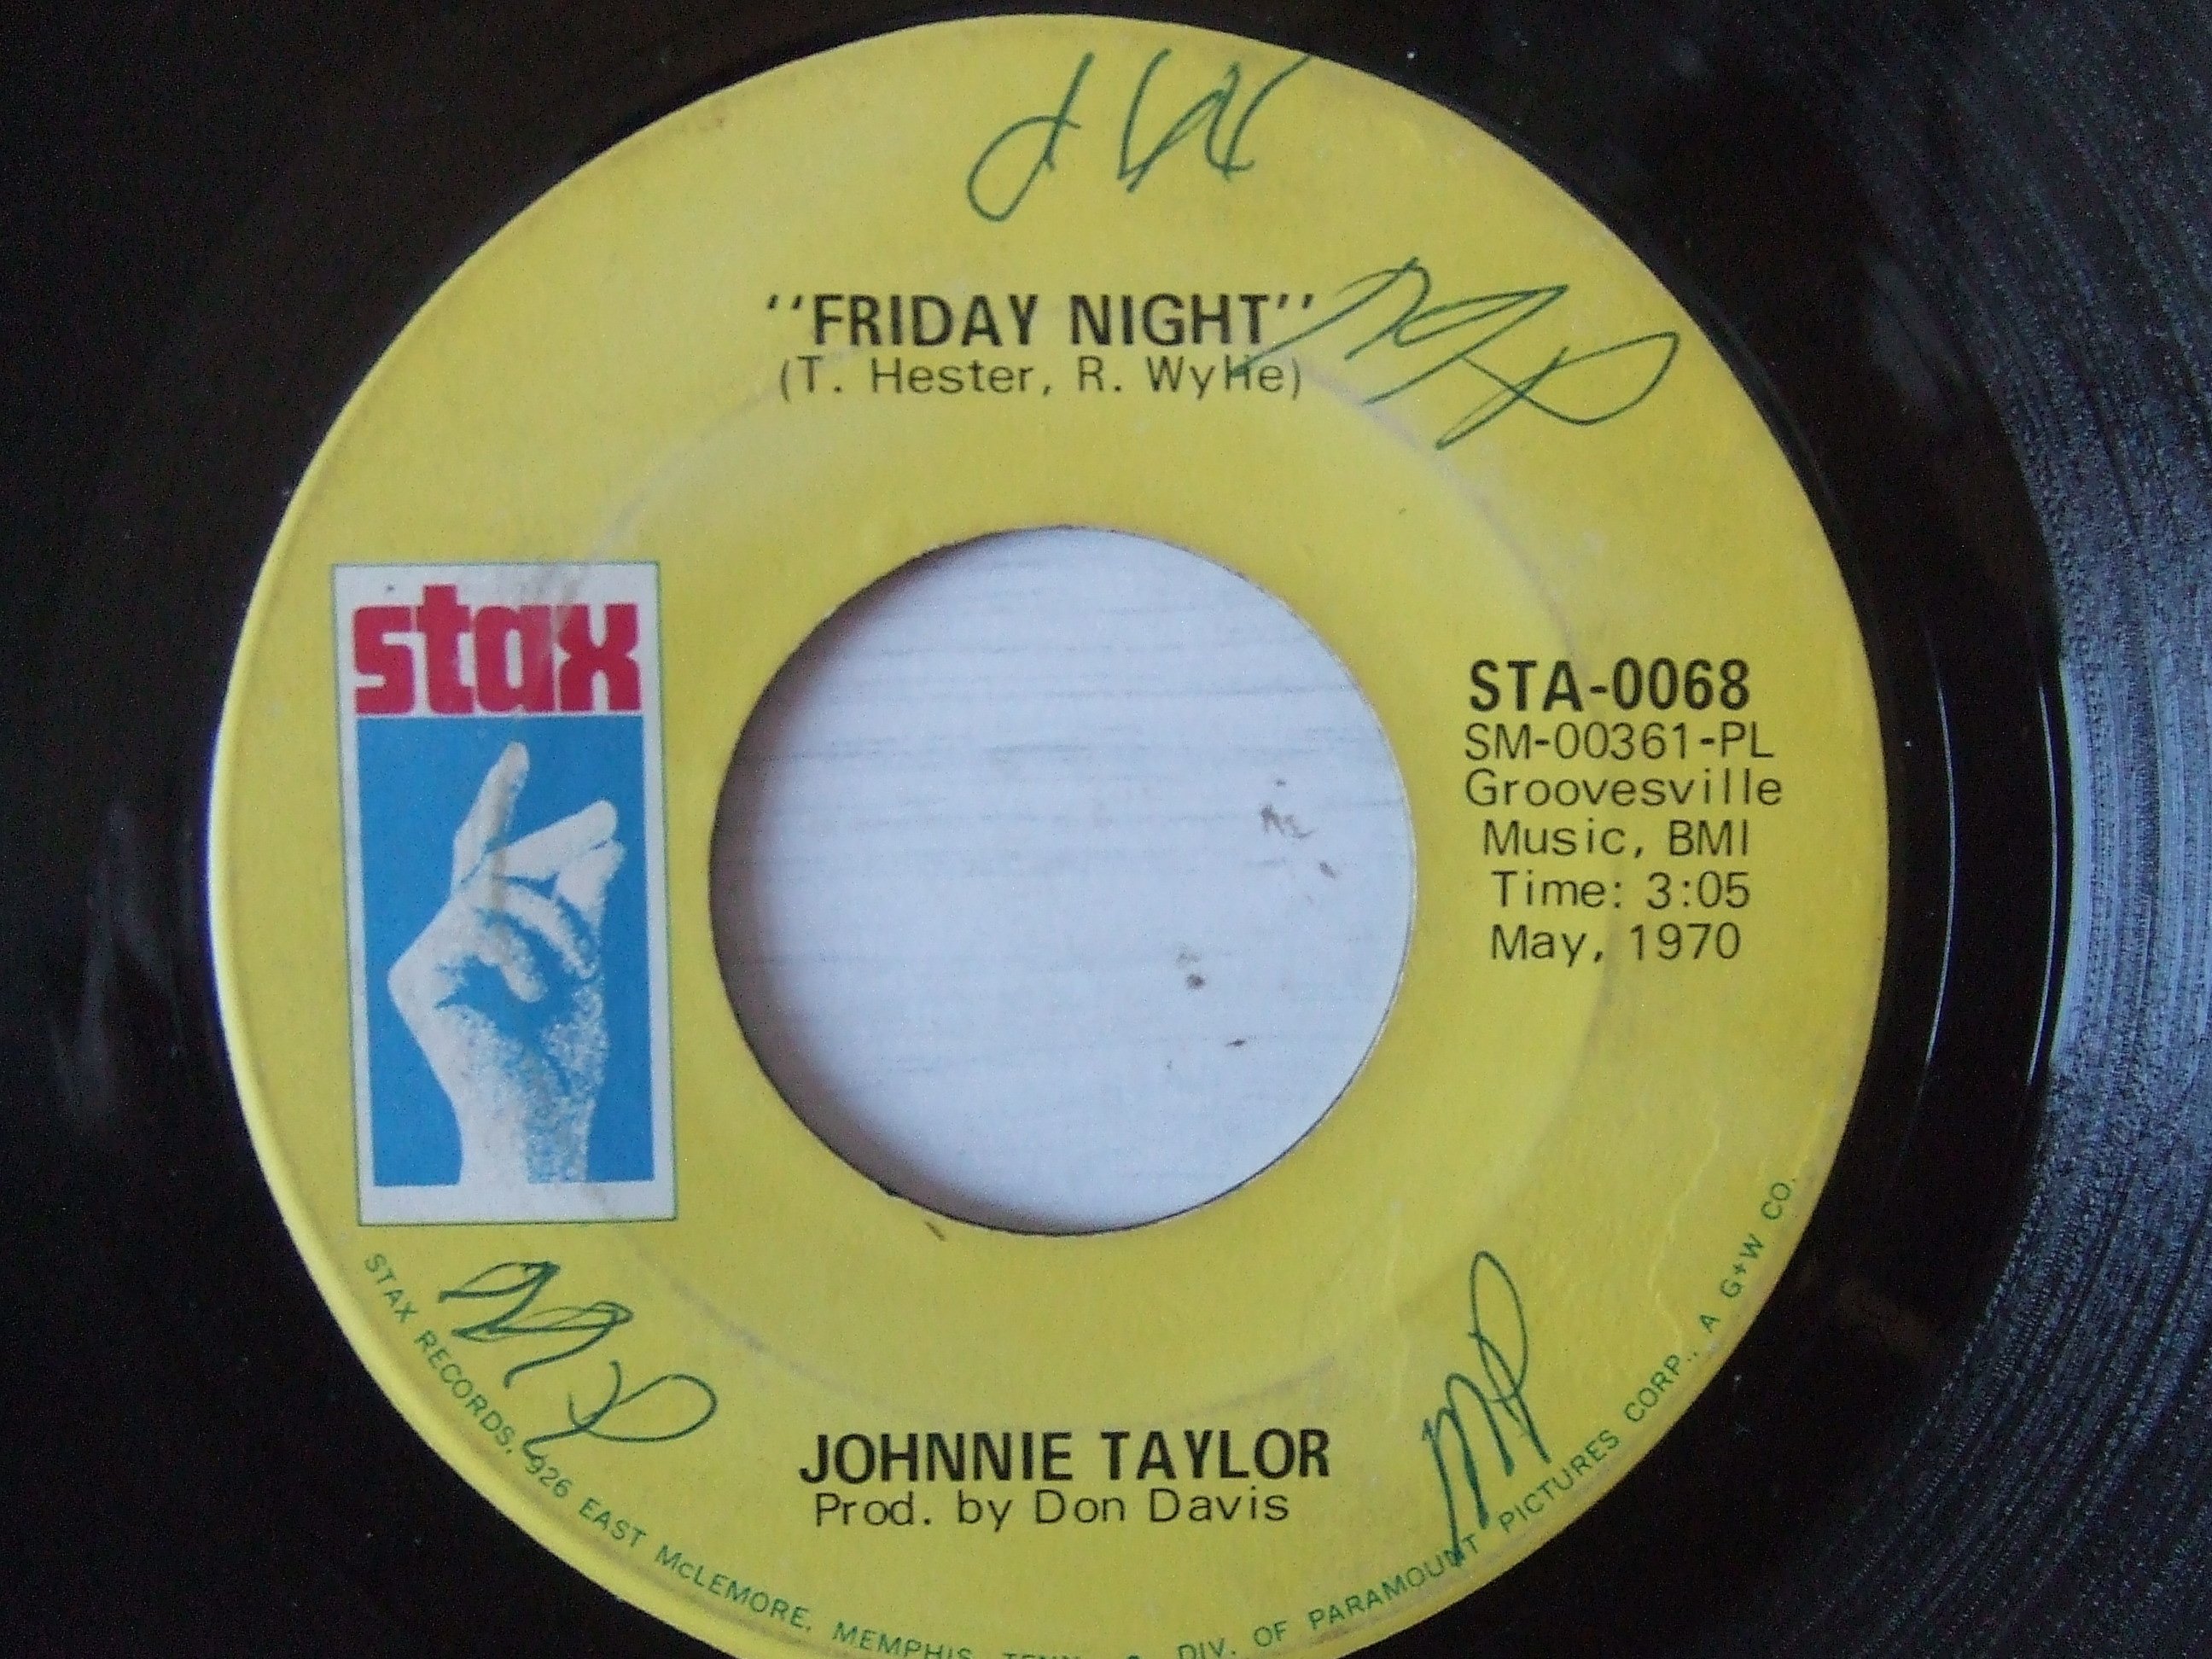 "FRIDAY NIGHT"
(T. Hester, R. Wylie)
stax
STA-0068
SM-00361-PL
Groovesville
Music, BMI
Time: 3:05
May, 1970
JOHNNIE TAYLOR
Prod. by Don Davis
STAX RECORDS, 926 EAST McLEMORE, MEMPHIS, TENN. DIV. OF PARAMOUNT PICTURES CORP., A G+W CO.